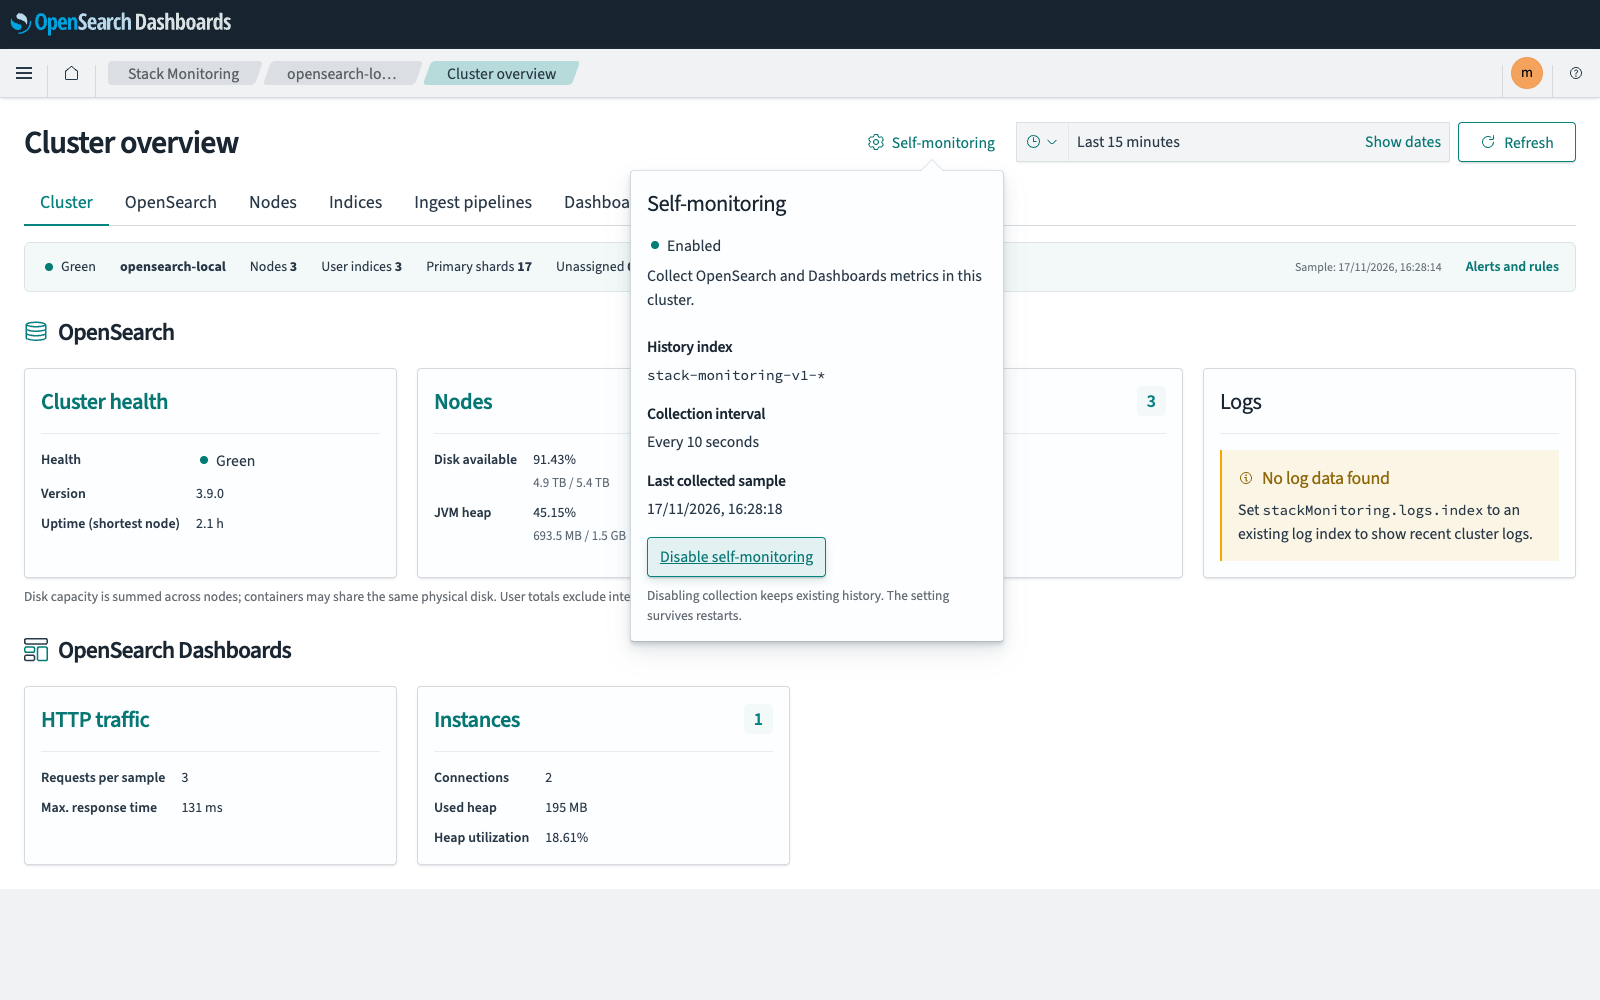 OpenSearch Dashboards
Stack Monitoring
opensearch-lo…
Cluster overview
m
Cluster overview
Self-monitoring
Last 15 minutes
Show dates
Refresh
Cluster
OpenSearch
Nodes
Indices
Ingest pipelines
Dashboa
Green
opensearch-local
Nodes 3
User indices 3
Primary shards 17
Unassigned
Sample: 17/11/2026, 16:28:14
Alerts and rules
Self-monitoring
Enabled
Collect OpenSearch and Dashboards metrics in this
cluster.
History index
stack-monitoring-v1-*
Collection interval
Every 10 seconds
Last collected sample
17/11/2026, 16:28:18
Disable self-monitoring
Disabling collection keeps existing history. The setting
survives restarts.
OpenSearch
Cluster health
Health
Green
Version
3.9.0
Uptime (shortest node)
2.1 h
Nodes
Disk available
91.43%
4.9 TB / 5.4 TB
JVM heap
45.15%
693.5 MB / 1.5 GB
3
Logs
No log data found
Set stackMonitoring.logs.index to an
existing log index to show recent cluster logs.
Disk capacity is summed across nodes; containers may share the same physical disk. User totals exclude inte
OpenSearch Dashboards
HTTP traffic
Requests per sample
3
Max. response time
131 ms
Instances
1
Connections
2
Used heap
195 MB
Heap utilization
18.61%